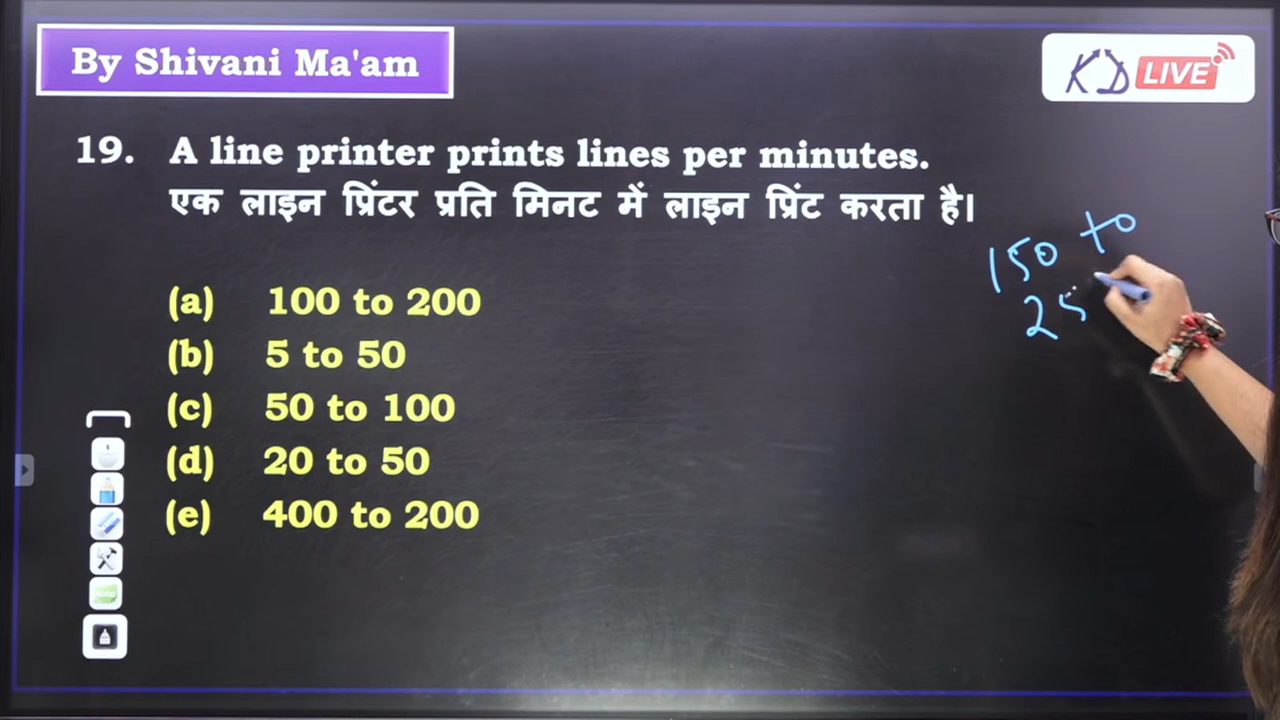 By Shivani Ma'am
KD LIVE
19. A line printer prints lines per minutes.
एक लाइन प्रिंटर प्रति मिनट में लाइन प्रिंट करता है।
150 to
25
(a) 100 to 200
(b) 5 to 50
(c) 50 to 100
(d) 20 to 50
(e) 400 to 200